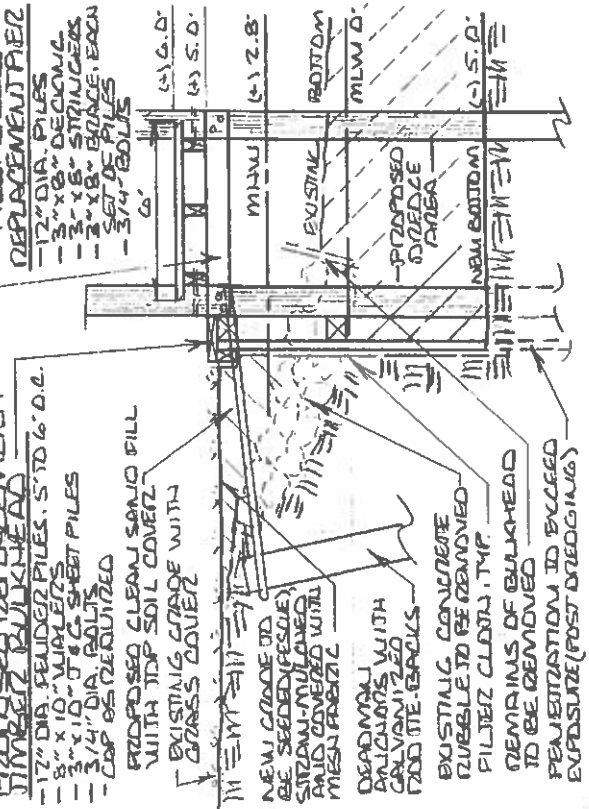 TIMBER BULKHEAD
- 12" DIA. FENDER PILES, 5' TO 6' O.C.
- 8" x 10" WALERS
- 3" x 10" T & G SHEET PILES
- 3/4" DIA. BOLTS
- CAP AS REQUIRED
PROPOSED CLEAN SAND FILL
WITH TOP SOIL COVER
EXISTING GRADE WITH
GRASS COVER
NEW GRADE TO
BE SEEDED (FESCUE),
STRAW-MULCHED
AND COVERED WITH
MESH FABRIC
DEADMAN
ANCHORS WITH
GALVANIZED
ROD TIE-BACKS
EXISTING CONCRETE
RUBBLE TO BE REMOVED
FILTER CLOTH, TYP.
REMAINS OF BULKHEAD
TO BE REMOVED
PENETRATION TO EXCEED
EXPOSURE (POST DREDGING)
REPLACEMENT PIER
- 12" DIA. PILES
- 3" x 8" DECKING
- 3" x 8" STRINGERS
- 3" x 8" BRACE, EACH
SET OF PILES
- 3/4" BOLTS
6'
(+) 6.0'
(+) 5.0'
MHW (+) 2.8'
EXISTING BOTTOM
MLW 0'
PROPOSED
DREDGE
AREA
NEW BOTTOM (-) 5.0'